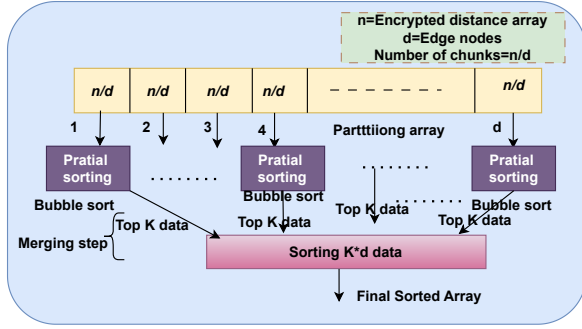 n=Encrypted distance array
d=Edge nodes
Number of chunks=n/d
n/d n/d n/d n/d n/d
1 2 3 4 Partttiiong array d
Pratial sorting
Pratial sorting
Pratial sorting
Bubble sort
Bubble sort
Bubble sort
Top K data
Top K data
Top K data
Top K data
Merging step
Sorting K*d data
Final Sorted Array